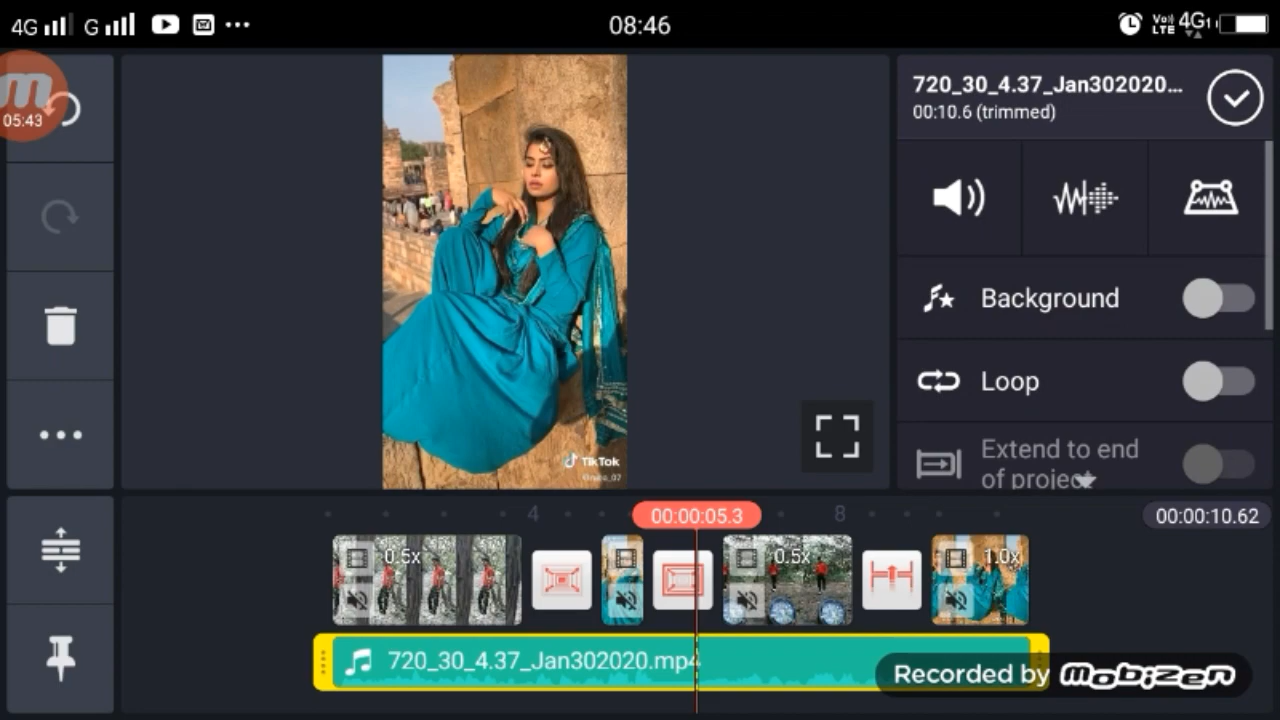 4G G 08:46 VoLTE 4G
m
05:43
720_30_4.37_Jan302020...
00:10.6 (trimmed)
Background
Loop
Extend to end
of project
TikTok
4
00:00:05.3
8
00:00:10.62
0.5x
0.5x
1.0x
720_30_4.37_Jan302020.mp4
Recorded by mobizen